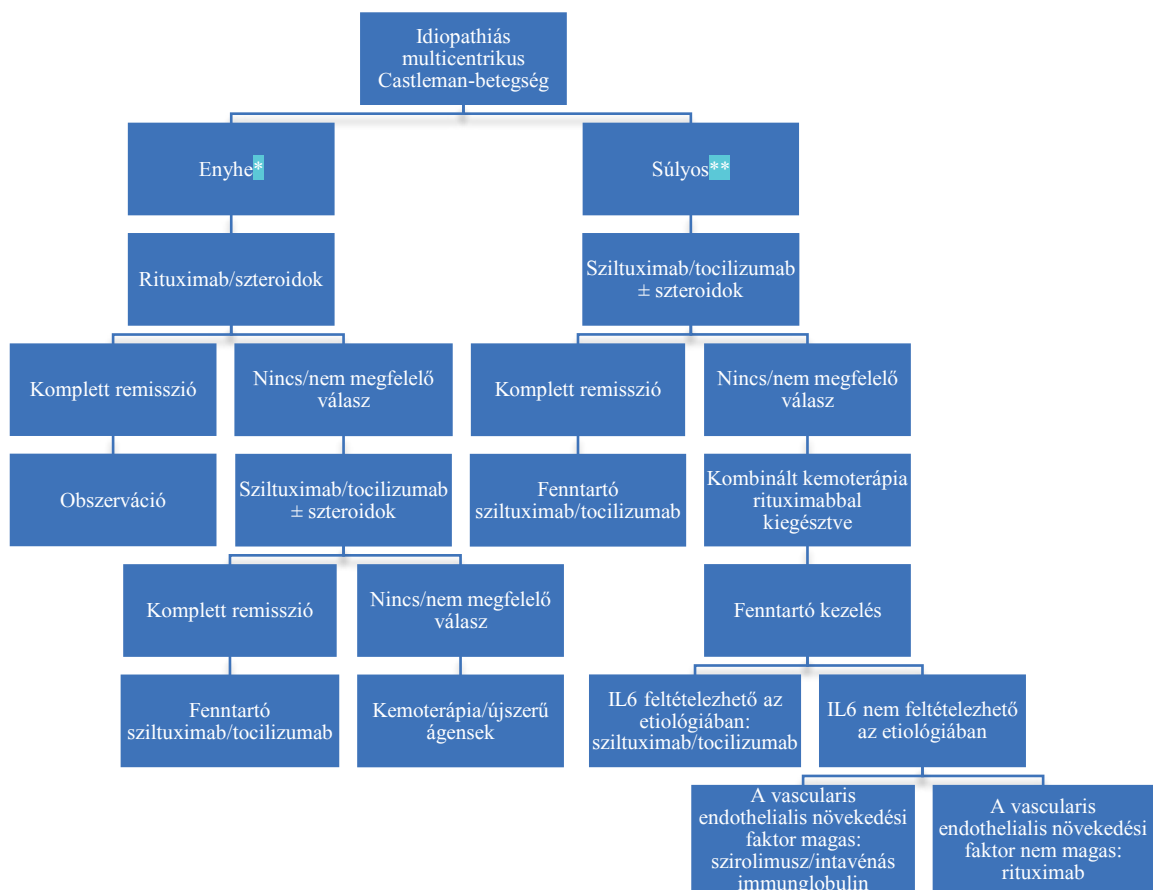 Idiopathiás
multicentrikus
Castleman-betegség
Enyhe*
Súlyos**
Rituximab/szteroidok
Sziltuximab/tocilizumab
± szteroidok
Komplett remisszió
Nincs/nem megfelelő
válasz
Komplett remisszió
Nincs/nem megfelelő
válasz
Obszerváció
Sziltuximab/tocilizumab
± szteroidok
Fenntartó
sziltuximab/tocilizumab
Kombinált kemoterápia
rituximabbal
kiegésztve
Komplett remisszió
Nincs/nem megfelelő
válasz
Fenntartó kezelés
Fenntartó
sziltuximab/tocilizumab
Kemoterápia/újszerű
ágensek
IL6 feltételezhető az
etiológiában:
sziltuximab/tocilizumab
IL6 nem feltételezhető
az etiológiában
A vascularis
endothelialis növekedési
faktor magas:
szirolimusz/intavénás
immunglobulin
A vascularis
endothelialis növekedési
faktor nem magas:
rituximab